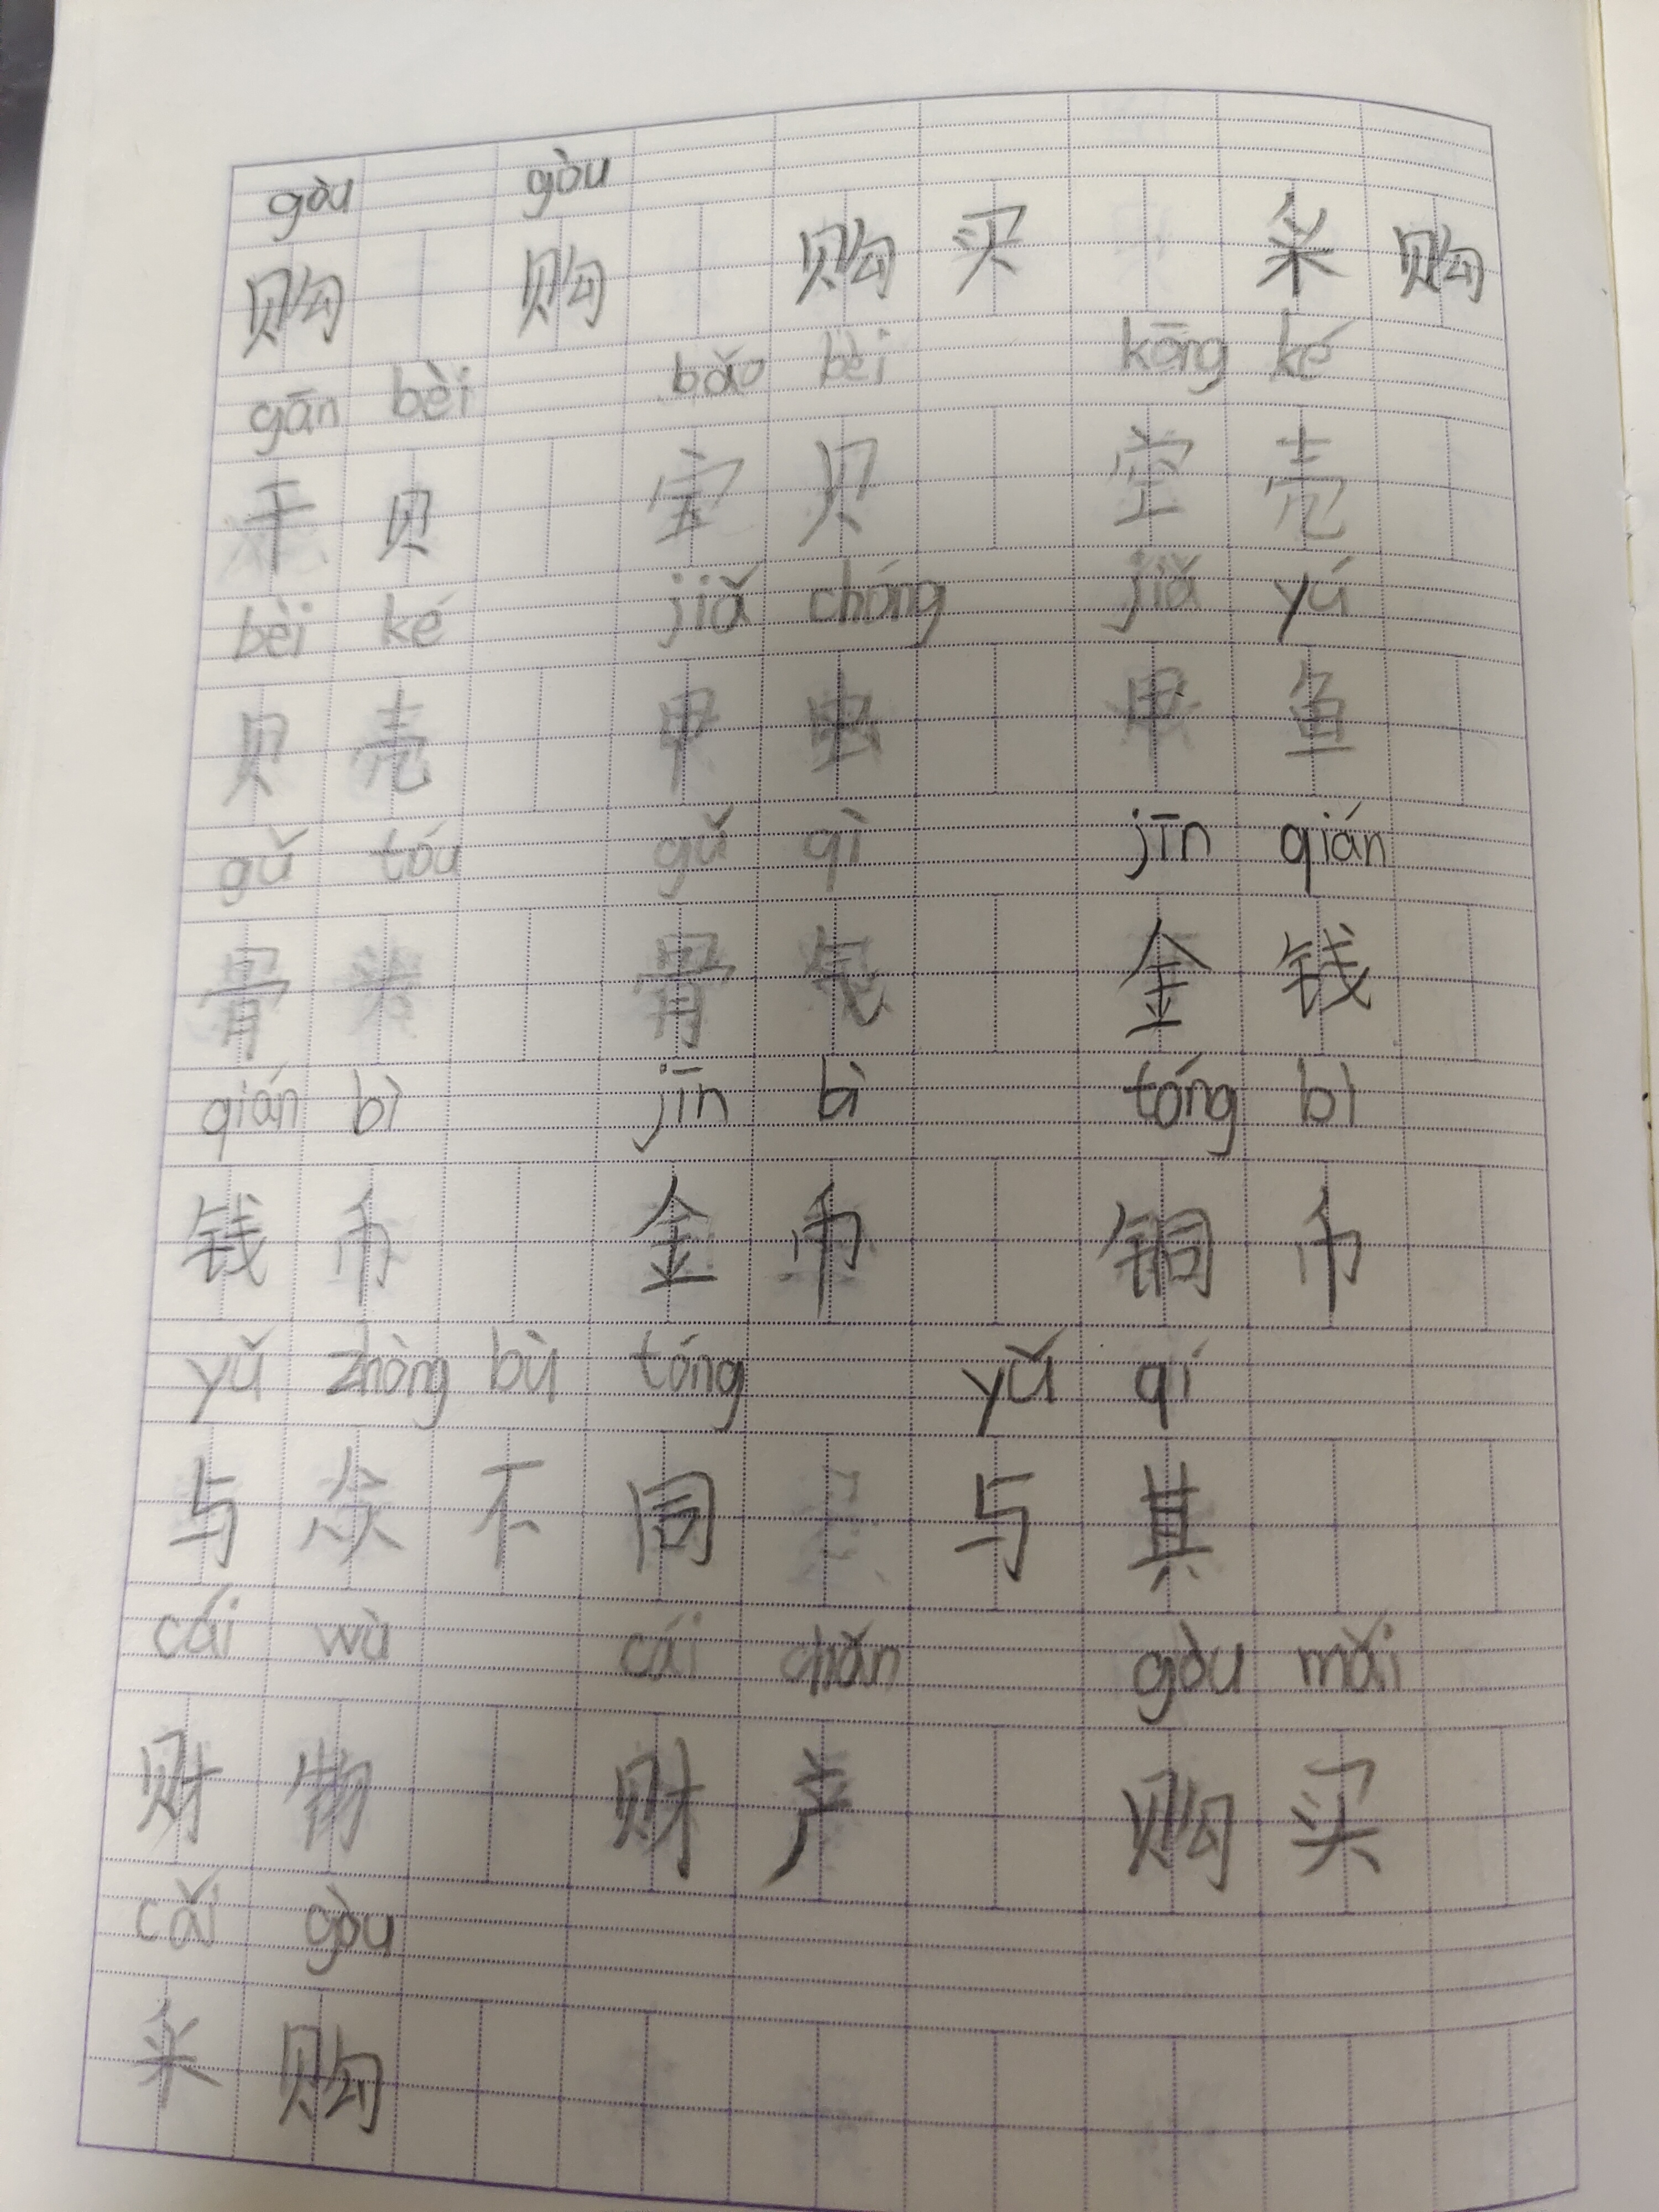 gòu gòu
购 购 购买 采购
gān bèi bǎo bèi kōng ké
干贝 宝贝 空壳
bèi ké jiǎ chóng jiǎ yú
贝壳 甲虫 甲鱼
gǔ tóu gǔ qì jīn qián
骨头 骨气 金钱
qián bì jīn bì tóng bì
钱币 金币 铜币
yǔ zhòng bù tóng yǔ qí
与众不同 与其
cái wù cái chǎn gòu mǎi
财物 财产 购买
cǎi gòu
采购